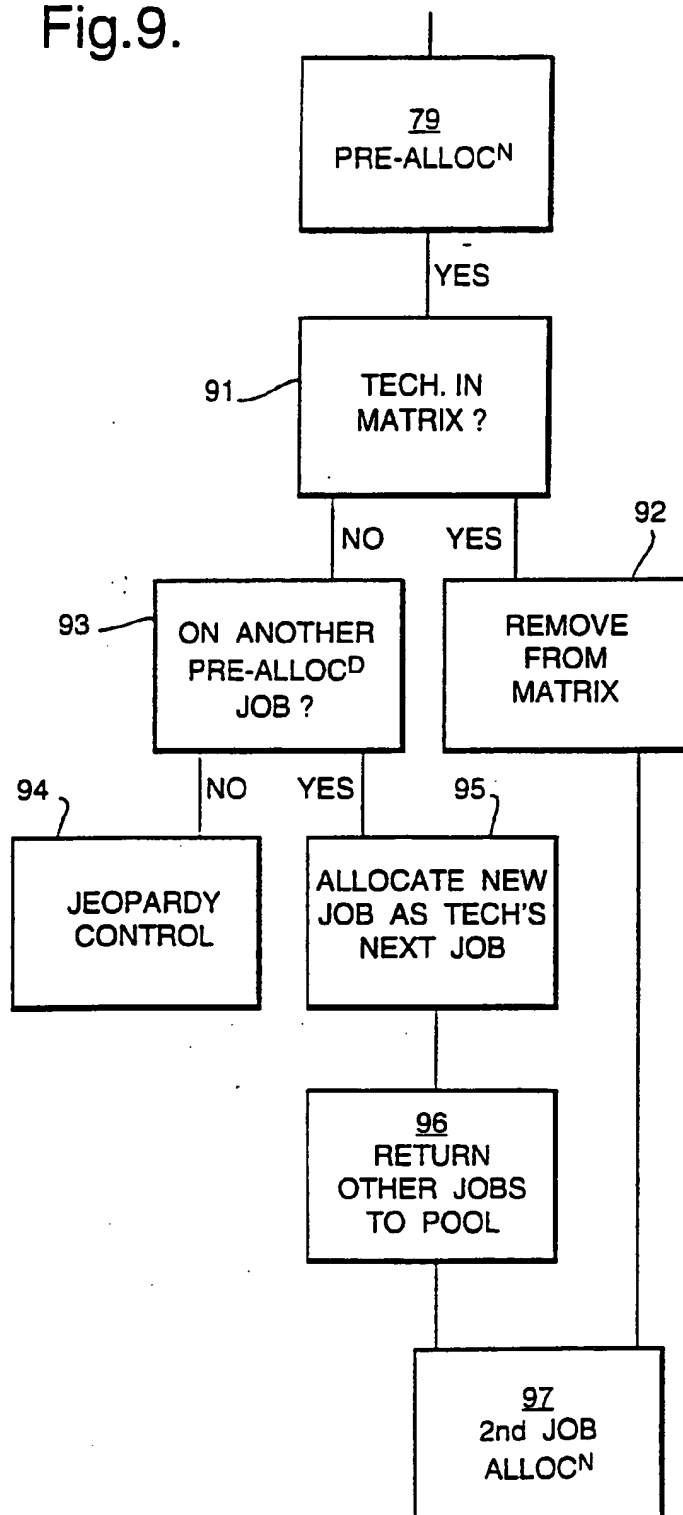 Fig.9.
79
PRE-ALLOCᴺ
YES
91
TECH. IN
MATRIX ?
NO
YES
92
93
ON ANOTHER
PRE-ALLOCᴰ
JOB ?
REMOVE
FROM
MATRIX
94
NO
YES
95
JEOPARDY
CONTROL
ALLOCATE NEW
JOB AS TECH'S
NEXT JOB
96
RETURN
OTHER JOBS
TO POOL
97
2nd JOB
ALLOCᴺ